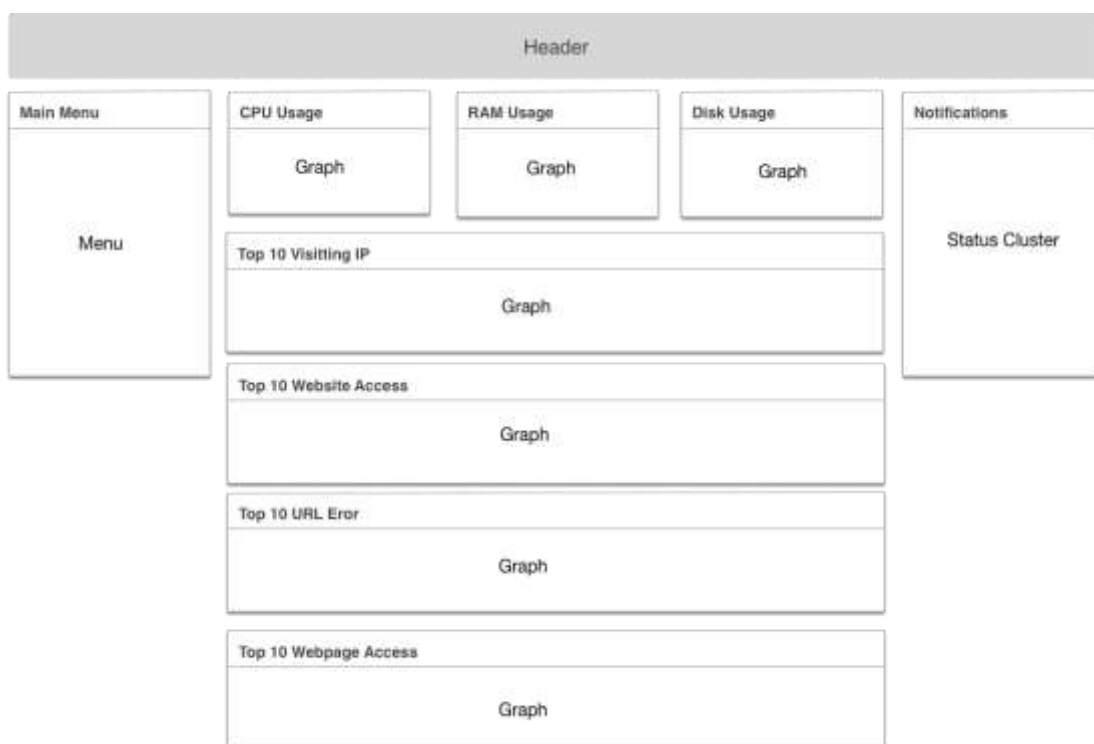 Header
Main Menu
Menu
CPU Usage
Graph
RAM Usage
Graph
Disk Usage
Graph
Notifications
Status Cluster
Top 10 Visitting IP
Graph
Top 10 Website Access
Graph
Top 10 URL Eror
Graph
Top 10 Webpage Access
Graph